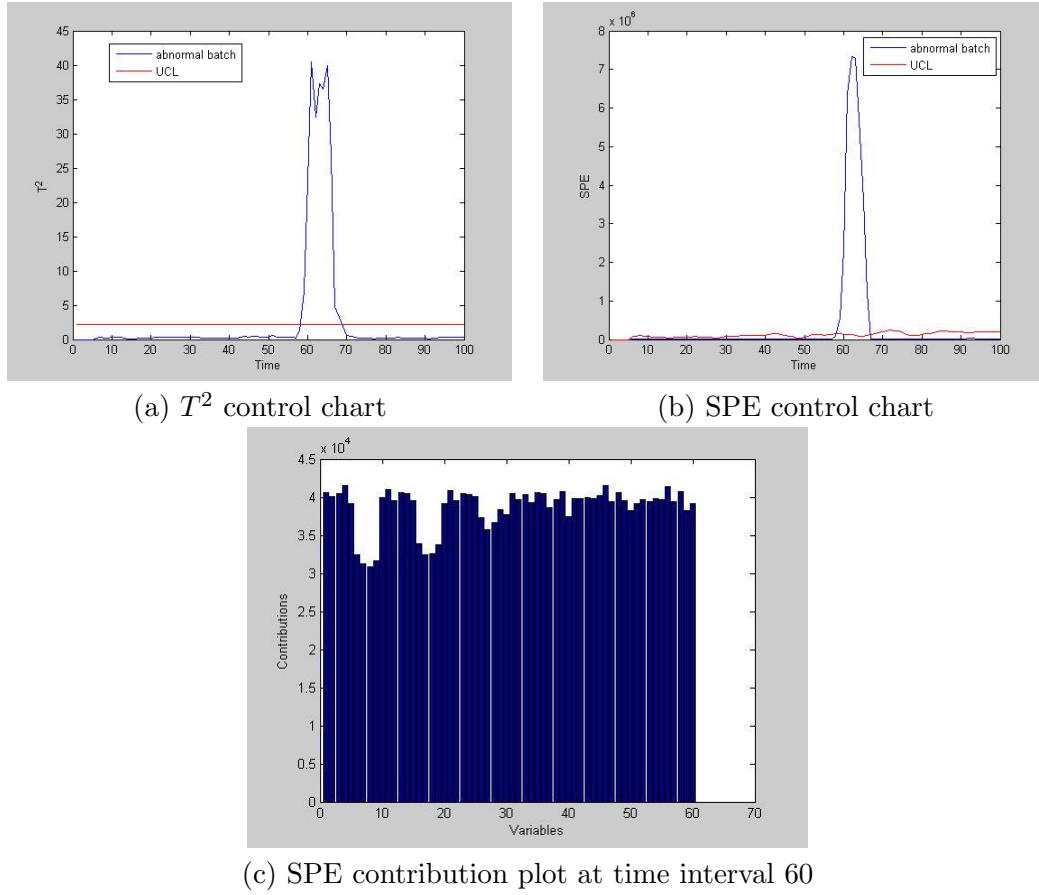 45
40
35
30
25
20
15
10
5
0
T²
abnormal batch
UCL
0 10 20 30 40 50 60 70 80 90 100
Time
(a) T² control chart
x 10⁶
8
7
6
5
4
3
2
1
0
SPE
abnormal batch
UCL
0 10 20 30 40 50 60 70 80 90 100
Time
(b) SPE control chart
x 10⁴
4.5
4
3.5
3
2.5
2
1.5
1
0.5
0
Contributions
0 10 20 30 40 50 60 70
Variables
(c) SPE contribution plot at time interval 60